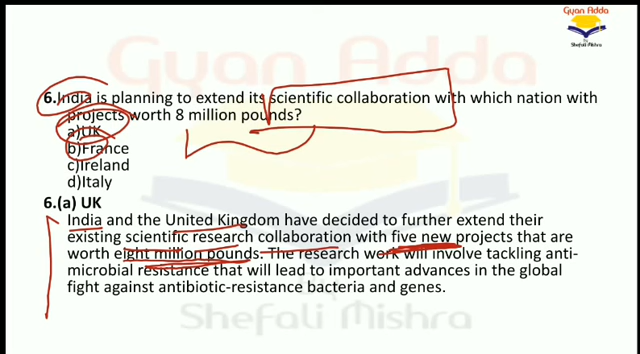 Gyan Adda
By
Shefali Mishra
Gyan Adda
6.India is planning to extend its scientific collaboration with which nation with
projects worth 8 million pounds?
a)UK
b)France
c)Ireland
d)Italy
6.(a) UK
India and the United Kingdom have decided to further extend their
existing scientific research collaboration with five new projects that are
worth eight million pounds. The research work will involve tackling anti-
microbial resistance that will lead to important advances in the global
fight against antibiotic-resistance bacteria and genes.
Shefali Mishra